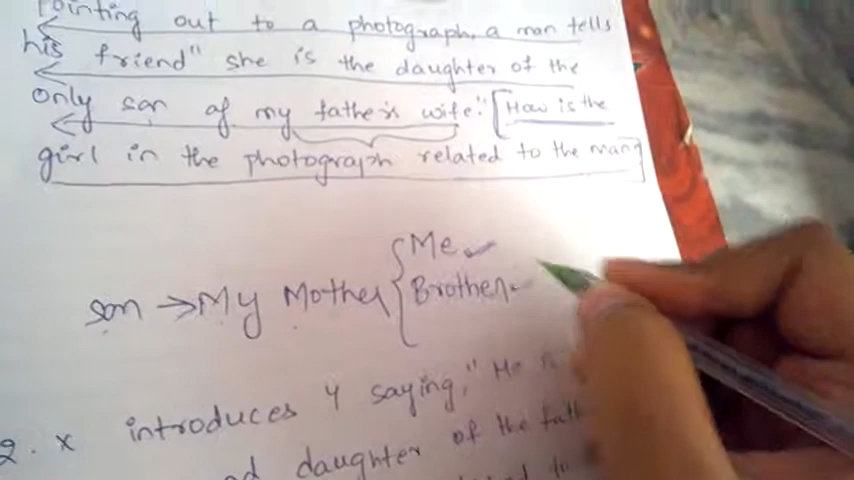 Pointing out to a photograph, a man tells
his friend" she is the daughter of the
only son of my father's wife." [How is the
girl in the photograph related to the man]
son → My Mother { Me ✓
Brother
2. X introduces Y saying, "He is
daughter of the